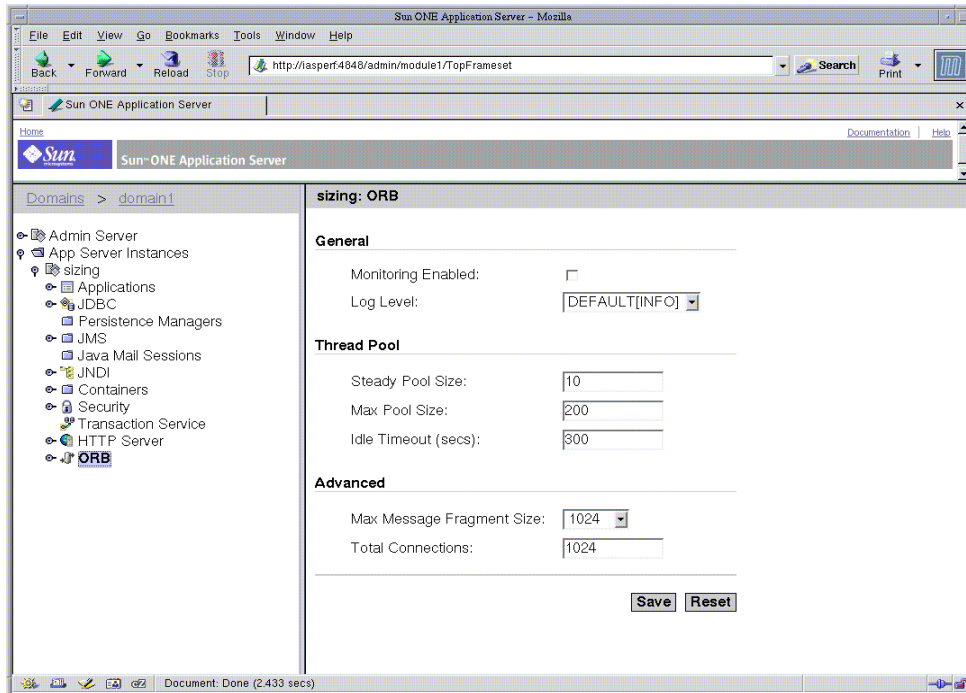 Sun ONE Application Server – Mozilla
File Edit View Go Bookmarks Tools Window Help
Back Forward Reload Stop http://iasperf:4848/admin/module1/TopFrameset Search Print
Sun ONE Application Server
Home Documentation Help
Sun microsystems Sun ONE Application Server
Domains > domain1
sizing: ORB
Admin Server
App Server Instances
sizing
Applications
JDBC
Persistence Managers
JMS
Java Mail Sessions
JNDI
Containers
Security
Transaction Service
HTTP Server
ORB
General
Monitoring Enabled:
Log Level: DEFAULT[INFO]
Thread Pool
Steady Pool Size: 10
Max Pool Size: 200
Idle Timeout (secs): 300
Advanced
Max Message Fragment Size: 1024
Total Connections: 1024
Save Reset
Document: Done (2.433 secs)